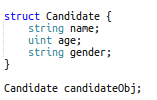 struct Candidate {
    string name;
    uint age;
    string gender;
}
Candidate candidateObj;